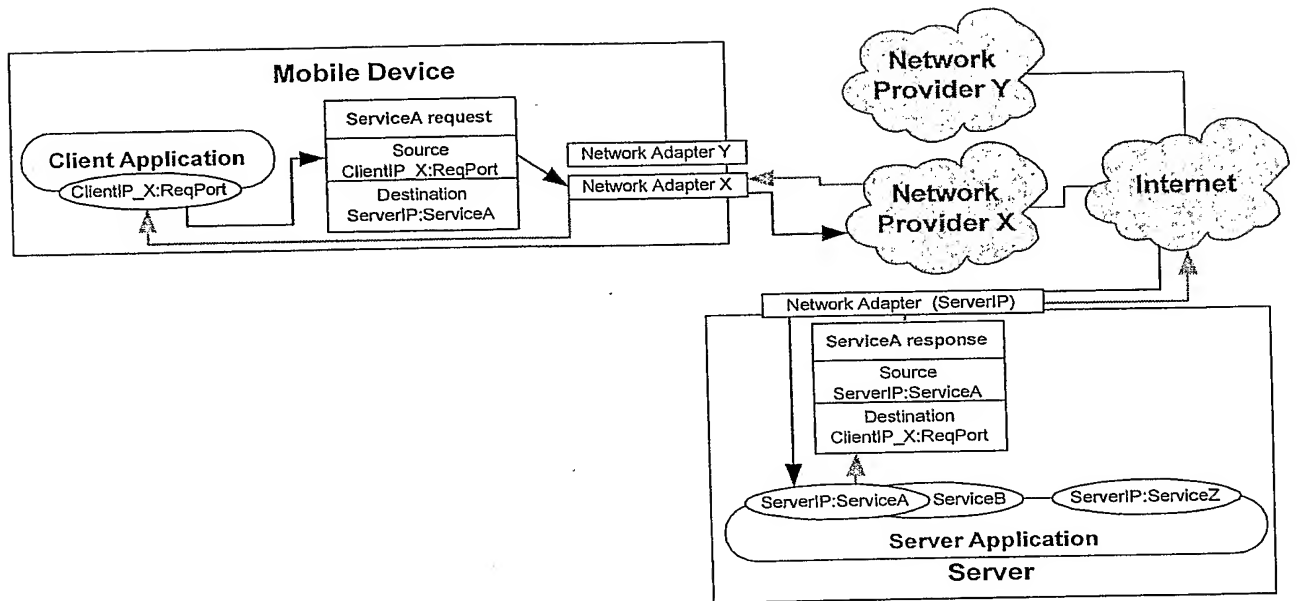 Mobile Device
Client Application
ClientIP_X:ReqPort
ServiceA request
Source
ClientIP_X:ReqPort
Destination
ServerIP:ServiceA
Network Adapter Y
Network Adapter X
Network
Provider Y
Network
Provider X
Internet
Network Adapter (ServerIP)
ServiceA response
Source
ServerIP:ServiceA
Destination
ClientIP_X:ReqPort
ServerIP:ServiceA
ServiceB
ServerIP:ServiceZ
Server Application
Server